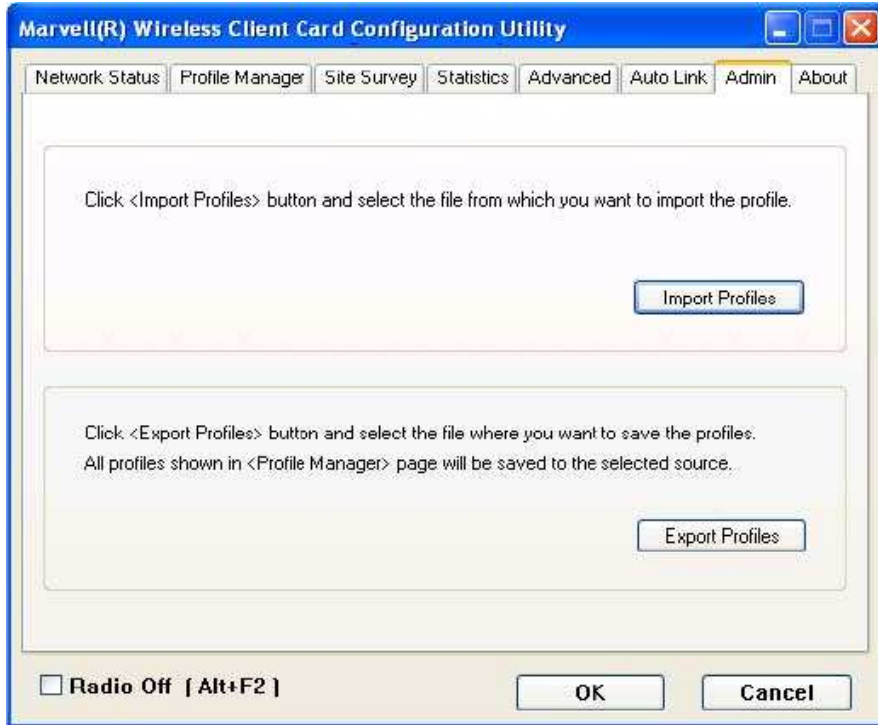 Marvell(R) Wireless Client Card Configuration Utility
Network Status Profile Manager Site Survey Statistics Advanced Auto Link Admin About
Click <Import Profiles> button and select the file from which you want to import the profile.
Import Profiles
Click <Export Profiles> button and select the file where you want to save the profiles.
All profiles shown in <Profile Manager> page will be saved to the selected source.
Export Profiles
Radio Off [ Alt+F2 ]
OK Cancel